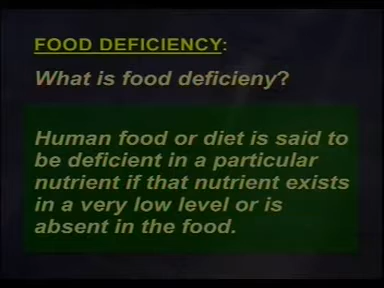 FOOD DEFICIENCY:
What is food deficieny?
Human food or diet is said to
be deficient in a particular
nutrient if that nutrient exists
in a very low level or is
absent in the food.